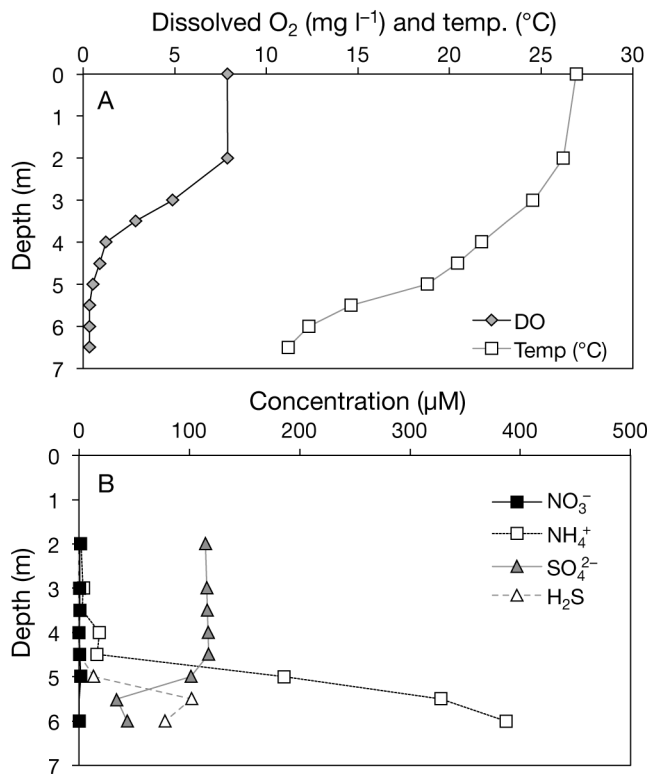 Dissolved O₂ (mg l⁻¹) and temp. (°C)
0 5 10 15 20 25 30
A
0
1
2
3
4
5
6
7
Depth (m)
DO
Temp (°C)
Concentration (µM)
0 100 200 300 400 500
B
0
1
2
3
4
5
6
7
Depth (m)
NO₃⁻
NH₄⁺
SO₄²⁻
H₂S